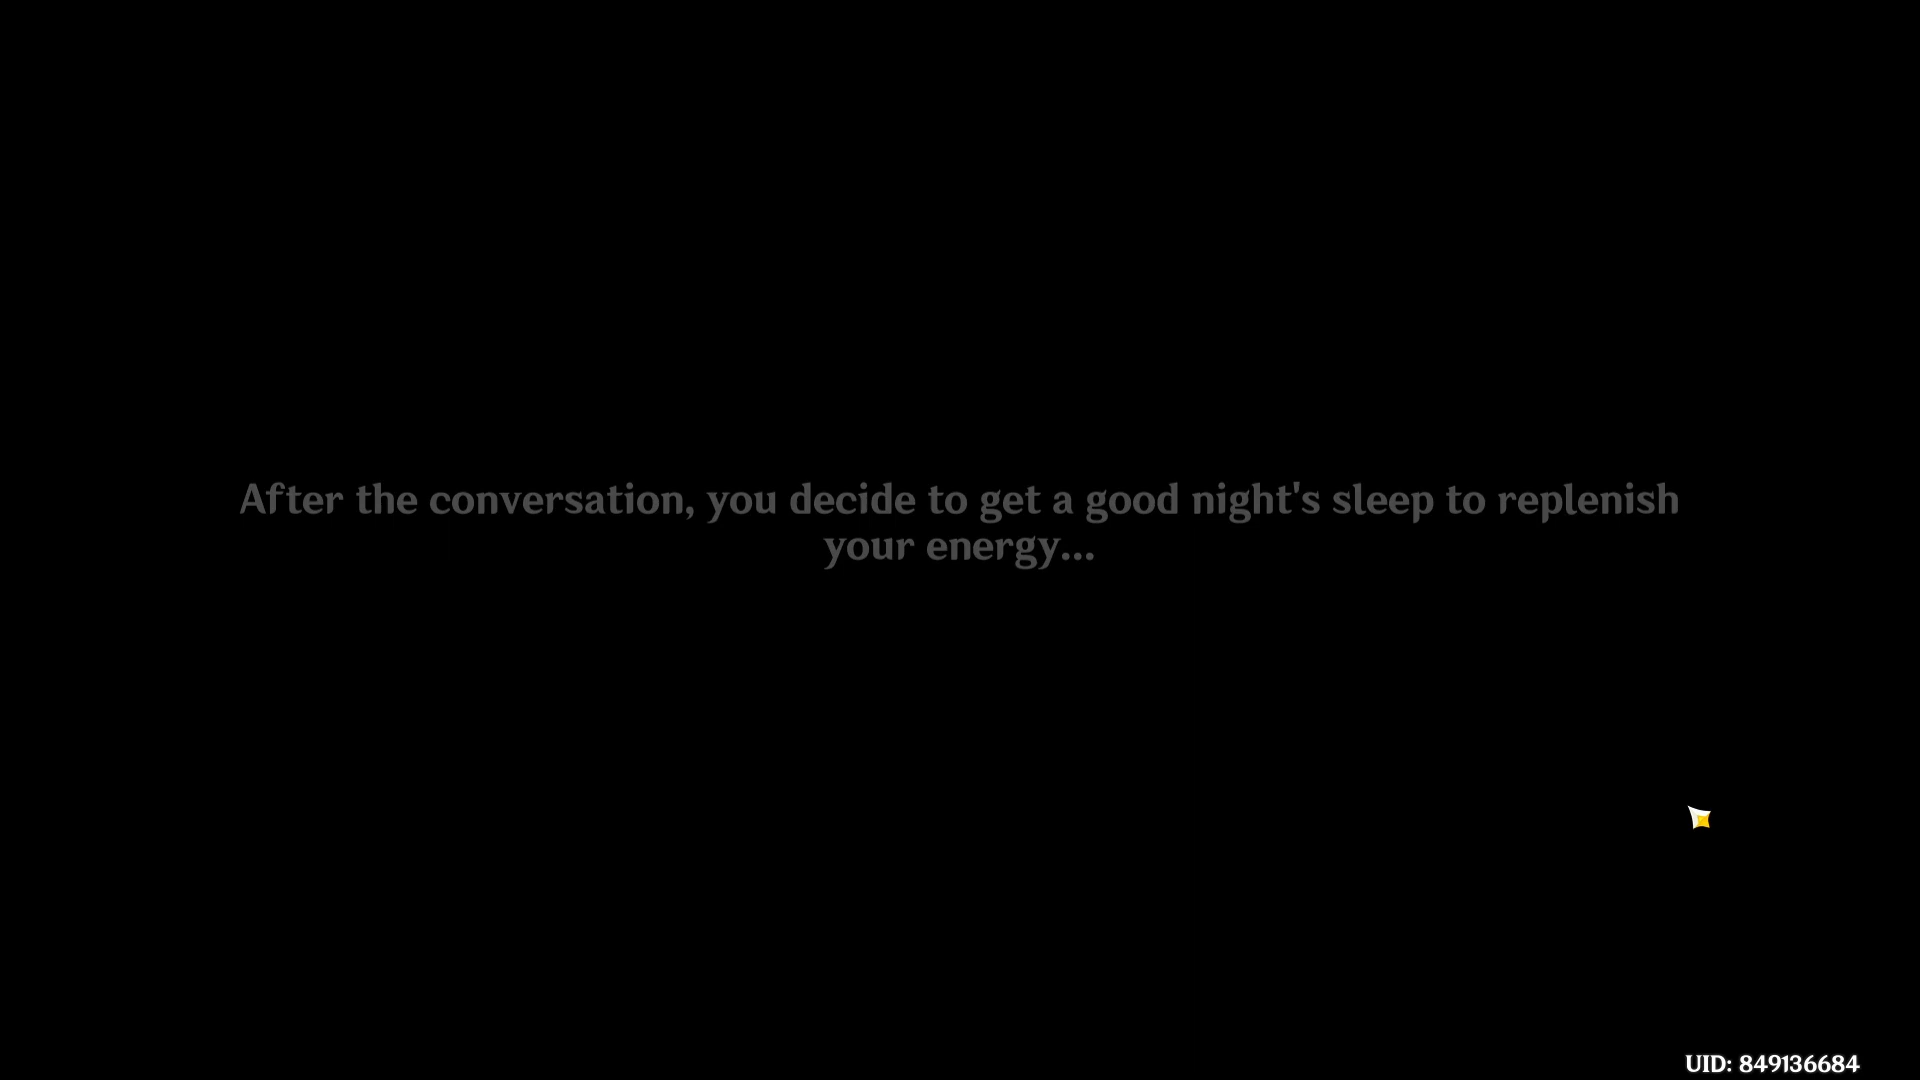 After the conversation, you decide to get a good night's sleep to replenish
your energy...
UID: 849136684